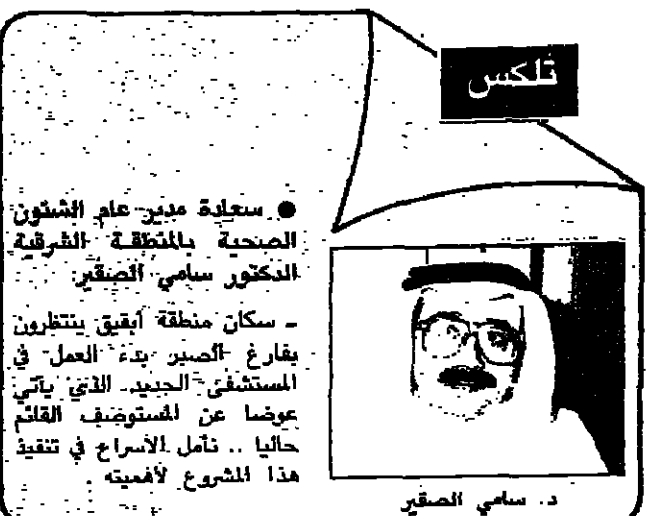 تلكس
● سعادة مدير عام الشئون
الصحية بالمنطقة الشرقية
الدكتور سامي الصقير:
- سكان منطقة أبقيق ينتظرون
بفارغ الصبر بدء العمل في
المستشفى الجديد الذي يأتي
عوضا عن المستوصف القائم
حاليا .. نأمل الأسراع في تنفيذ
هذا المشروع لأهميته .
د. سامي الصقير